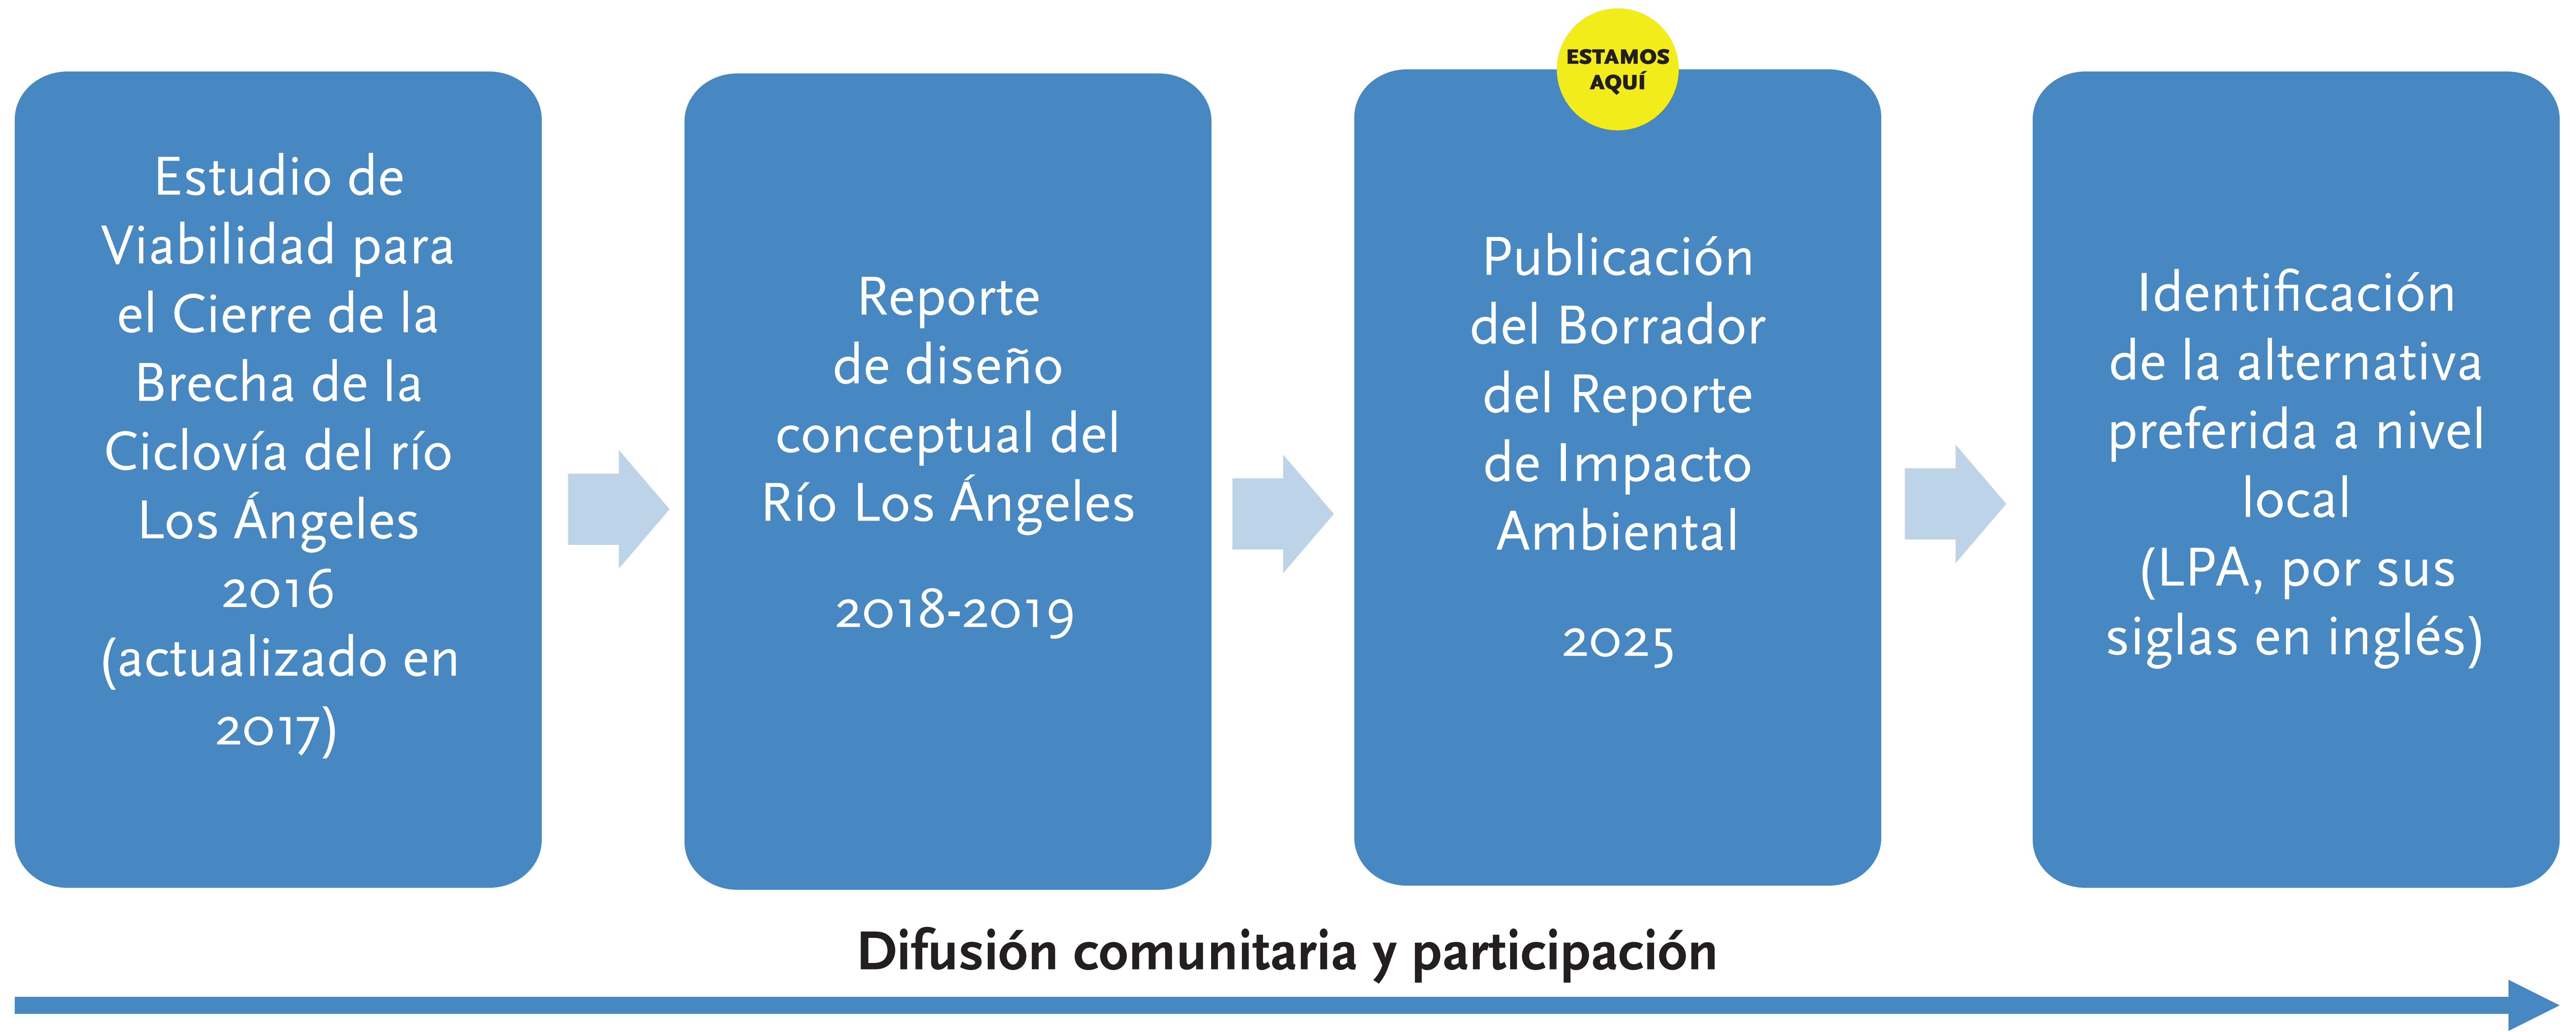 Estudio de
Viabilidad para
el Cierre de la
Brecha de la
Ciclovía del río
Los Ángeles
2016
(actualizado en
2017)
Reporte
de diseño
conceptual del
Río Los Ángeles
2018-2019
ESTAMOS
AQUÍ
Publicación
del Borrador
del Reporte
de Impacto
Ambiental
2025
Identificación
de la alternativa
preferida a nivel
local
(LPA, por sus
siglas en inglés)
Difusión comunitaria y participación